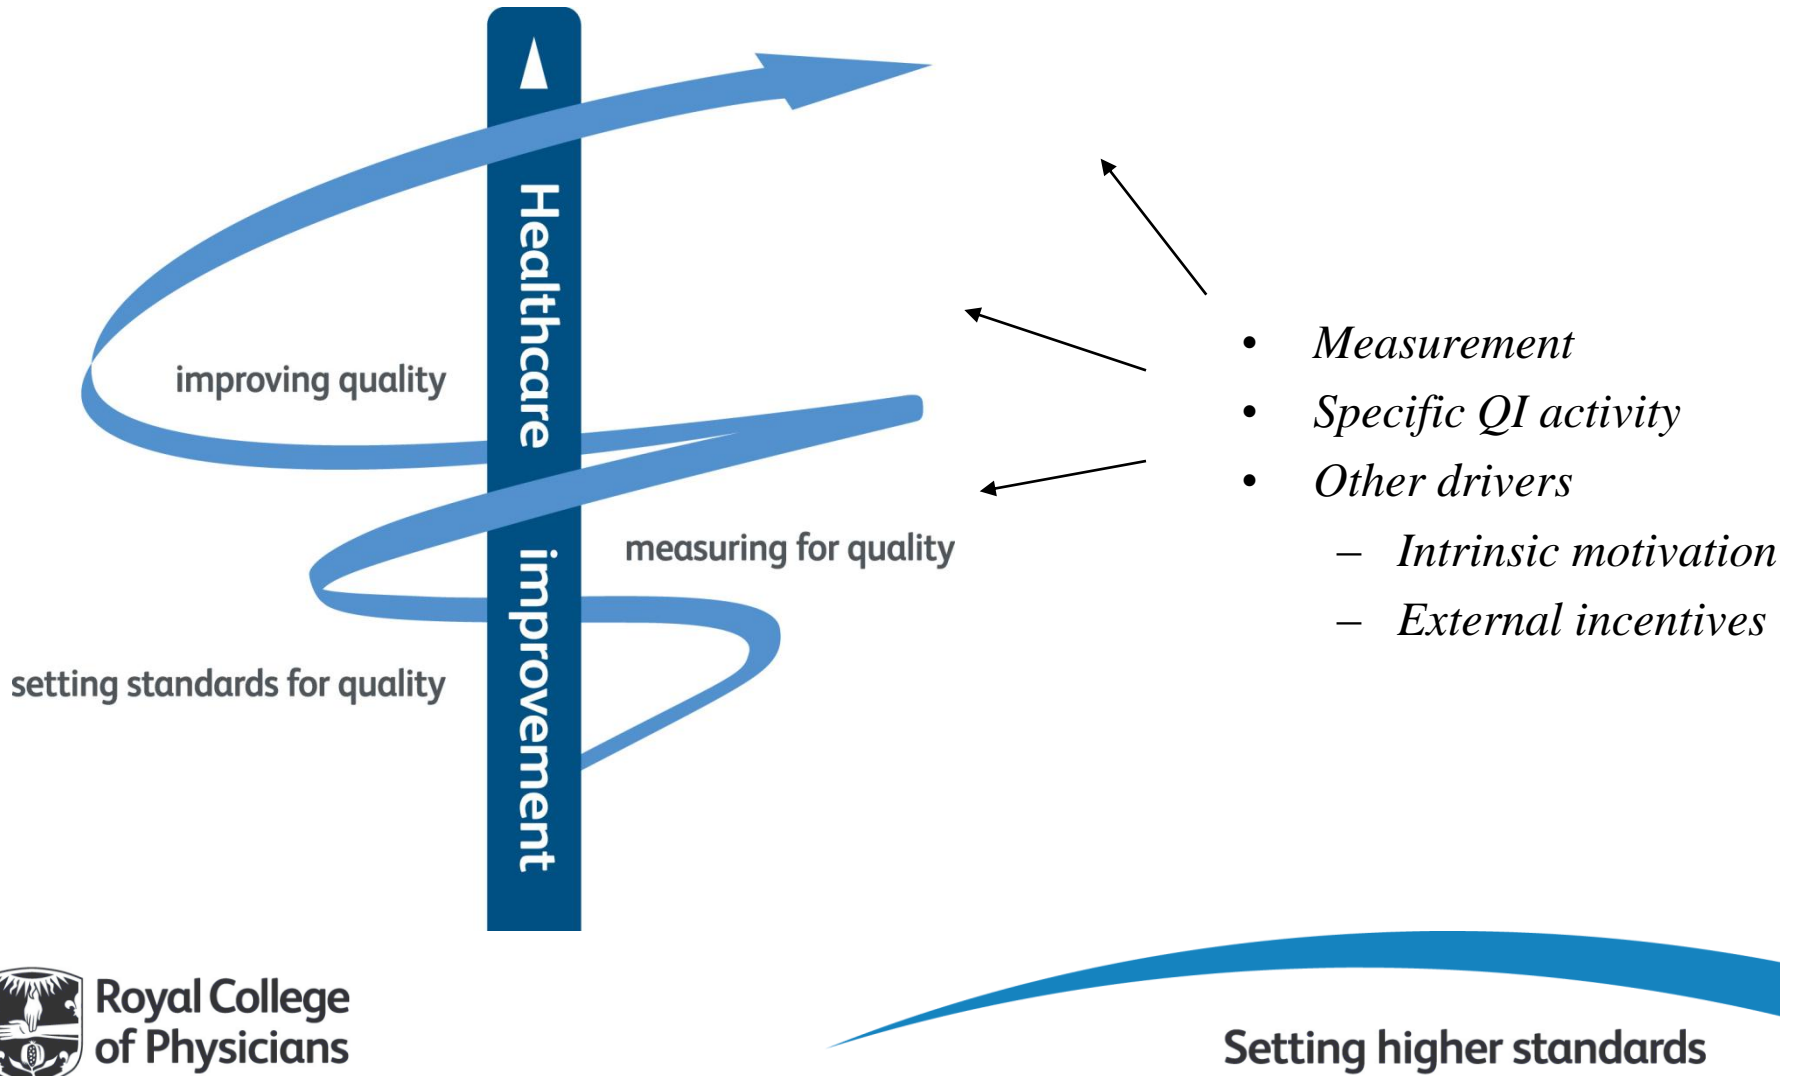 Healthcare improvement
improving quality
measuring for quality
setting standards for quality
• Measurement
• Specific QI activity
• Other drivers
– Intrinsic motivation
– External incentives
Royal College
of Physicians
Setting higher standards